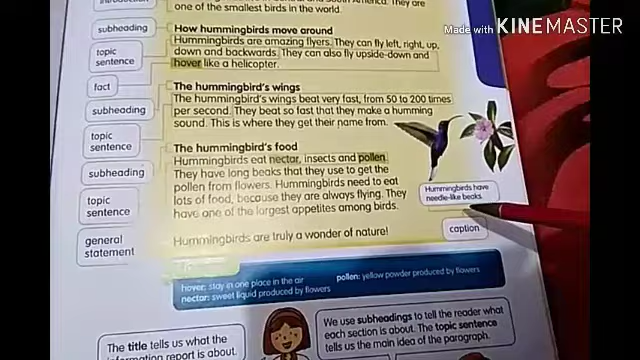 Made with KINEMASTER
introduction
South America. They are
one of the smallest birds in the world.
subheading
How hummingbirds move around
topic
sentence
Hummingbirds are amazing flyers. They can fly left, right, up,
down and backwards. They can also fly upside-down and
hover like a helicopter.
fact
subheading
The hummingbird's wings
The hummingbird's wings beat very fast, from 50 to 200 times
per second. They beat so fast that they make a humming
sound. This is where they get their name from.
topic
sentence
subheading
The hummingbird's food
Hummingbirds eat nectar, insects and pollen.
They have long beaks that they use to get the
pollen from flowers. Hummingbirds need to eat
lots of food, because they are always flying. They
have one of the largest appetites among birds.
topic
sentence
Hummingbirds have
needle-like beaks.
caption
general
statement
Hummingbirds are truly a wonder of nature!
hover: stay in one place in the air
nectar: sweet liquid produced by flowers
pollen: yellow powder produced by flowers
The title tells us what the
information report is about.
We use subheadings to tell the reader what
each section is about. The topic sentence
tells us the main idea of the paragraph.